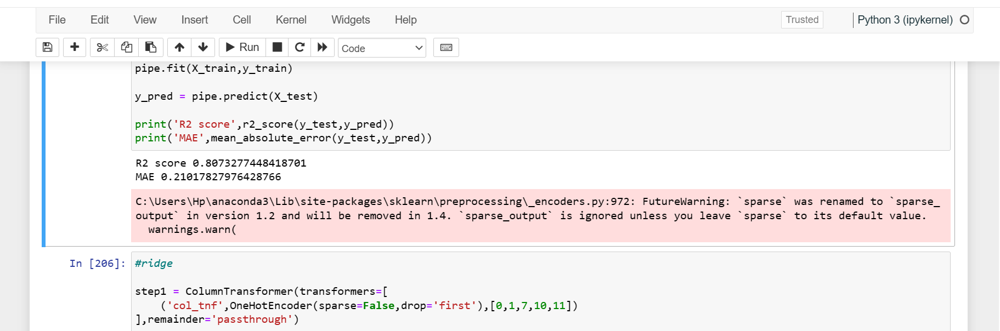 File Edit View Insert Cell Kernel Widgets Help Trusted Python 3 (ipykernel)
Run Code
pipe.fit(X_train,y_train)
y_pred = pipe.predict(X_test)
print('R2 score',r2_score(y_test,y_pred))
print('MAE',mean_absolute_error(y_test,y_pred))
R2 score 0.8073277448418701
MAE 0.21017827976428766
C:\Users\Hp\anaconda3\Lib\site-packages\sklearn\preprocessing\_encoders.py:972: FutureWarning: `sparse` was renamed to `sparse_
output` in version 1.2 and will be removed in 1.4. `sparse_output` is ignored unless you leave `sparse` to its default value.
  warnings.warn(
In [206]: #ridge
step1 = ColumnTransformer(transformers=[
    ('col_tnf',OneHotEncoder(sparse=False,drop='first'),[0,1,7,10,11])
],remainder='passthrough')